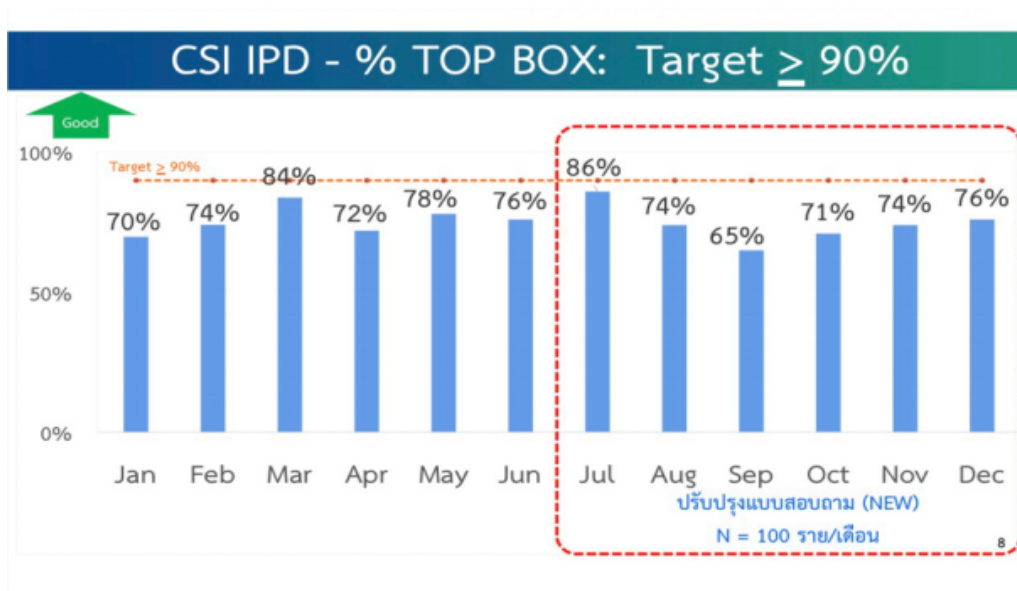 CSI IPD - % TOP BOX: Target ≥ 90%
Good
100%
Target ≥ 90%
70%
74%
84%
72%
78%
76%
86%
74%
65%
71%
74%
76%
50%
0%
Jan Feb Mar Apr May Jun Jul Aug Sep Oct Nov Dec
ปรับปรุงแบบสอบถาม (NEW)
N = 100 ราย/เดือน
8